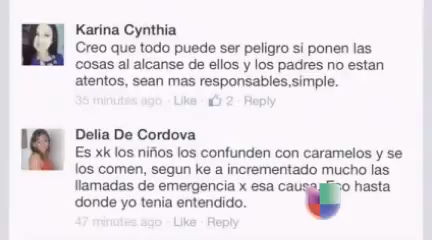 Karina Cynthia
Creo que todo puede ser peligro si ponen las
cosas al alcanse de ellos y los padres no estan
atentos, sean mas responsables,simple.
35 minutes ago · Like · 2 · Reply
Delia De Cordova
Es xk los niños los confunden con caramelos y se
los comen, segun ke a incrementado mucho las
llamadas de emergencia x esa causa. Eso hasta
donde yo tenia entendido.
47 minutes ago · Like · Reply